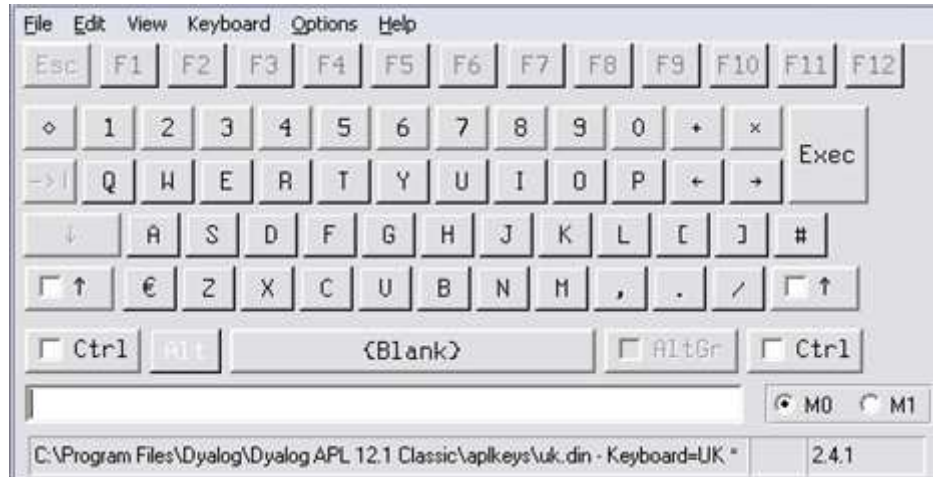 File Edit View Keyboard Options Help
Esc F1 F2 F3 F4 F5 F6 F7 F8 F9 F10 F11 F12
◇ 1 2 3 4 5 6 7 8 9 0 + ×
Exec
->| Q W E R T Y U I O P ← →
↓ A S D F G H J K L [ ] #
↑ € Z X C V B N M , . / ↑
Ctrl Alt {Blank} AltGr Ctrl
M0 M1
C:\Program Files\Dyalog\Dyalog APL 12.1 Classic\aplkeys\uk.din - Keyboard=UK * 2.4.1